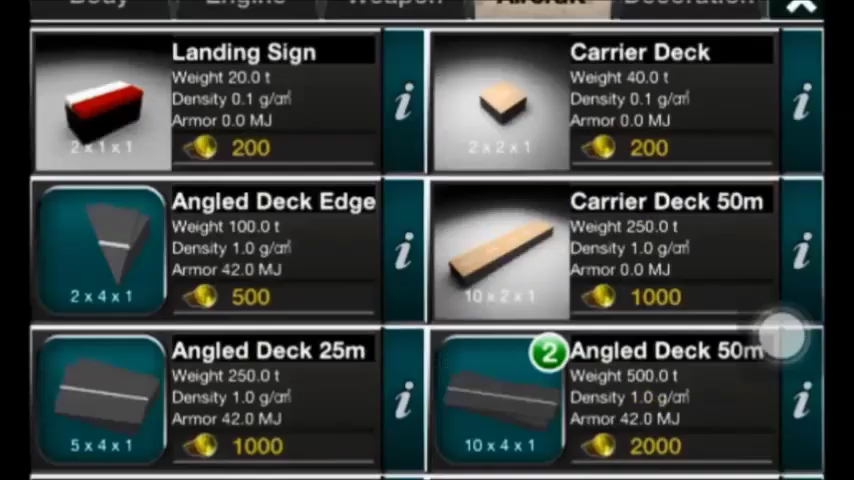 Body Engine Weapon Aircraft Decoration X
Landing Sign
Weight 20.0 t
Density 0.1 g/cm³
Armor 0.0 MJ
2 x 1 x 1
200
i
Carrier Deck
Weight 40.0 t
Density 0.1 g/cm³
Armor 0.0 MJ
2 x 2 x 1
200
i
Angled Deck Edge
Weight 100.0 t
Density 1.0 g/cm³
Armor 42.0 MJ
2 x 4 x 1
500
i
Carrier Deck 50m
Weight 250.0 t
Density 1.0 g/cm³
Armor 0.0 MJ
10 x 2 x 1
1000
i
Angled Deck 25m
Weight 250.0 t
Density 1.0 g/cm³
Armor 42.0 MJ
5 x 4 x 1
1000
i
2
Angled Deck 50m
Weight 500.0 t
Density 1.0 g/cm³
Armor 42.0 MJ
10 x 4 x 1
2000
i